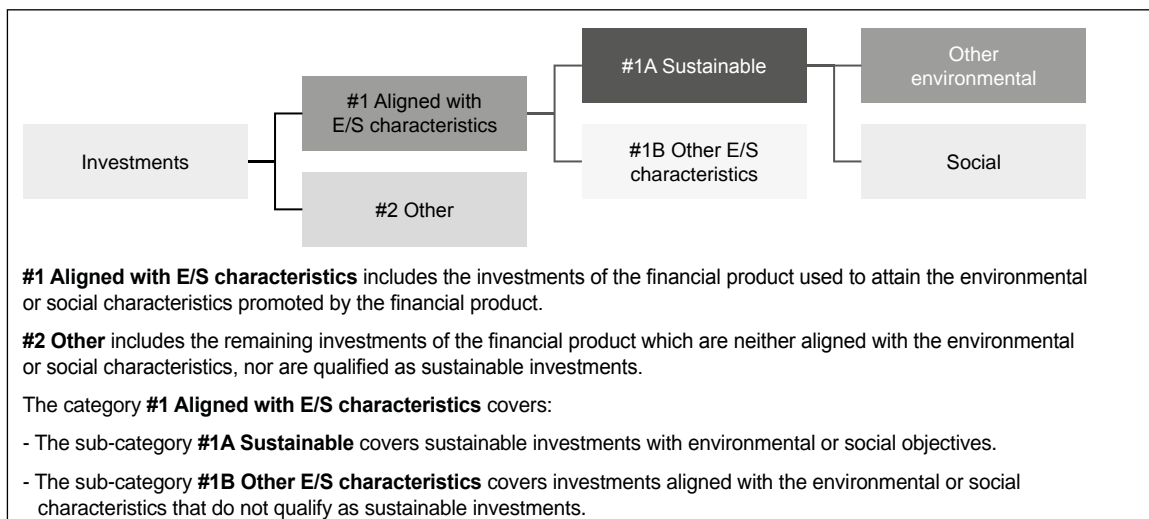 #1A Sustainable
Other
environmental
#1 Aligned with
E/S characteristics
Investments
#1B Other E/S
characteristics
Social
#2 Other
#1 Aligned with E/S characteristics includes the investments of the financial product used to attain the environmental
or social characteristics promoted by the financial product.
#2 Other includes the remaining investments of the financial product which are neither aligned with the environmental
or social characteristics, nor are qualified as sustainable investments.
The category #1 Aligned with E/S characteristics covers:
- The sub-category #1A Sustainable covers sustainable investments with environmental or social objectives.
- The sub-category #1B Other E/S characteristics covers investments aligned with the environmental or social
characteristics that do not qualify as sustainable investments.